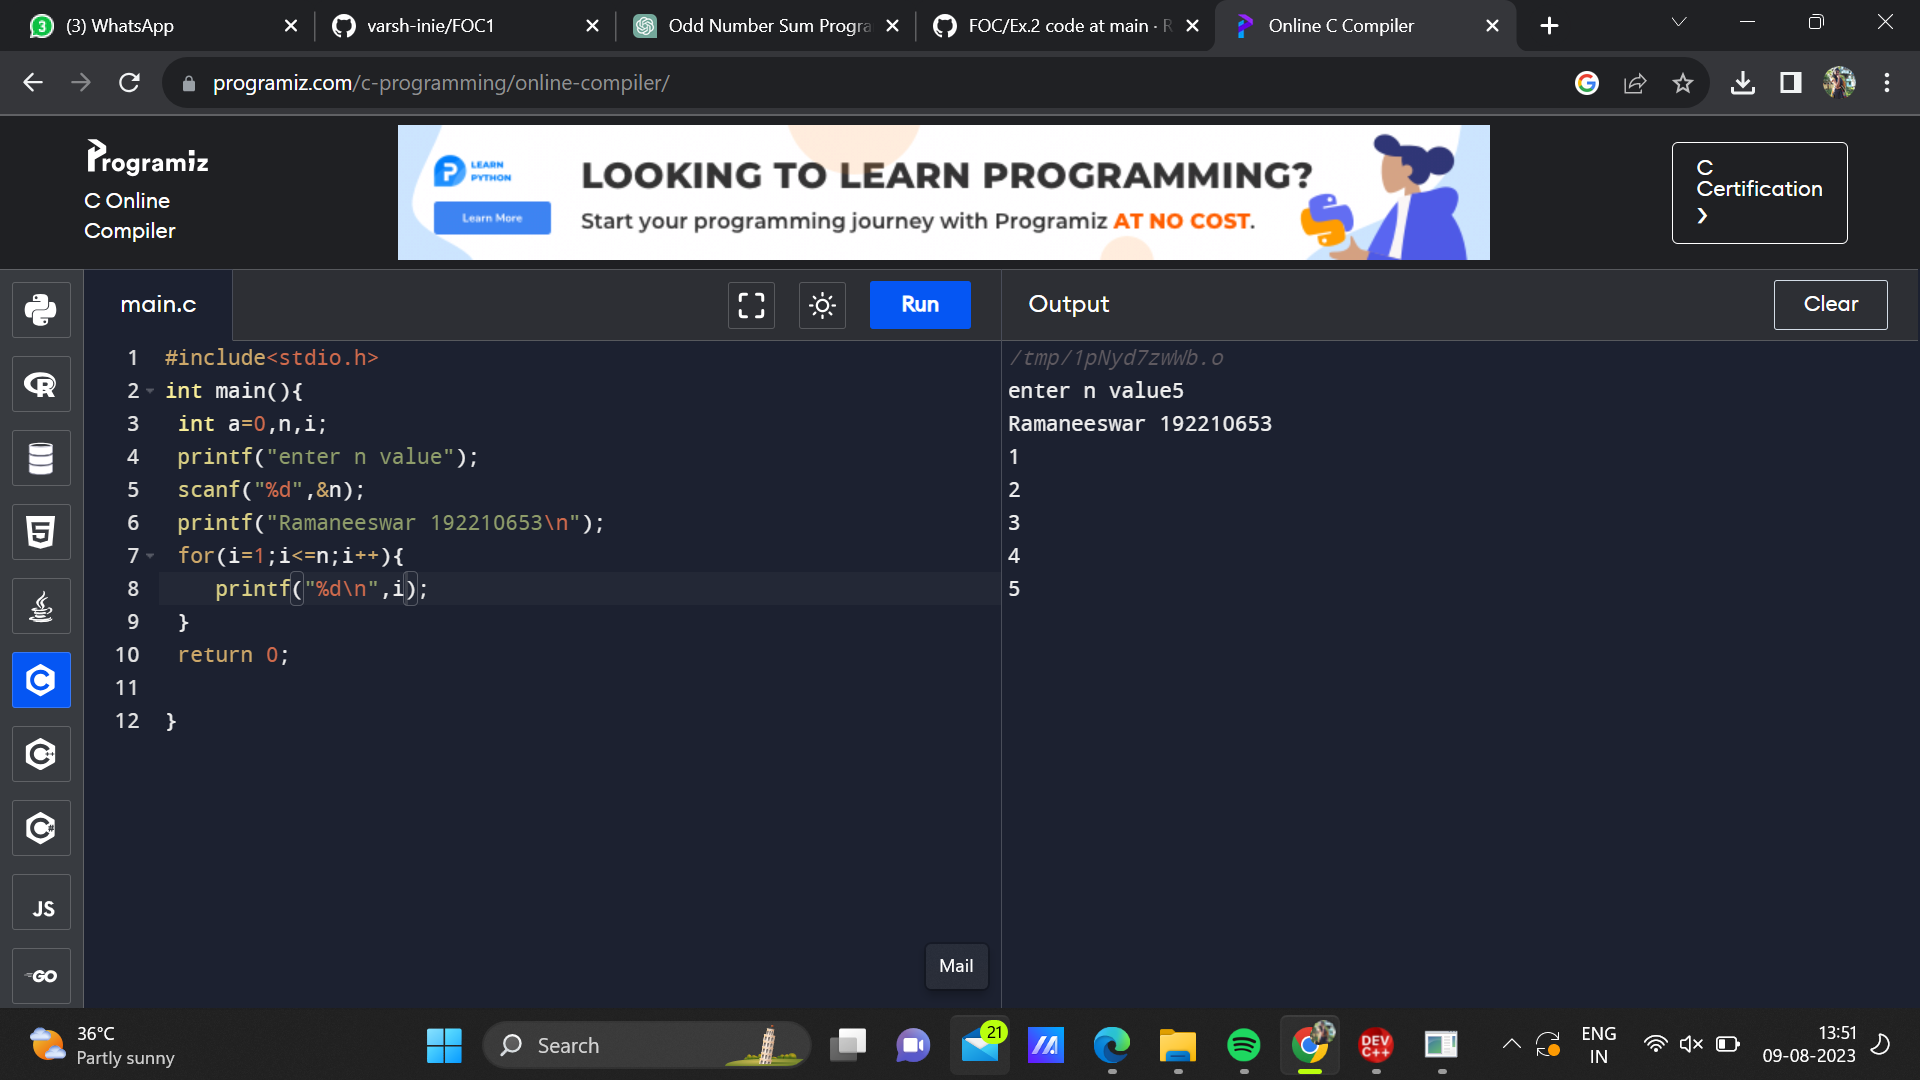 3
(3) WhatsApp
varsh-inie/FOC1
Odd Number Sum Progra
FOC/Ex.2 code at main · R
Online C Compiler
programiz.com/c-programming/online-compiler/
Programiz
C Online
Compiler
LEARN
PYTHON
Learn More
LOOKING TO LEARN PROGRAMMING?
Start your programming journey with Programiz AT NO COST.
C
Certification
main.c
Run
Output
Clear
1 #include<stdio.h>
2 int main(){
3 int a=0,n,i;
4 printf("enter n value");
5 scanf("%d",&n);
6 printf("Ramaneeswar 192210653\n");
7 for(i=1;i<=n;i++){
8 printf("%d\n",i);
9 }
10 return 0;
11
12 }
/tmp/1pNyd7zwWb.o
enter n value5
Ramaneeswar 192210653
1
2
3
4
5
JS
GO
Mail
36°C
Partly sunny
Search
21
DEV
C++
ENG
IN
13:51
09-08-2023